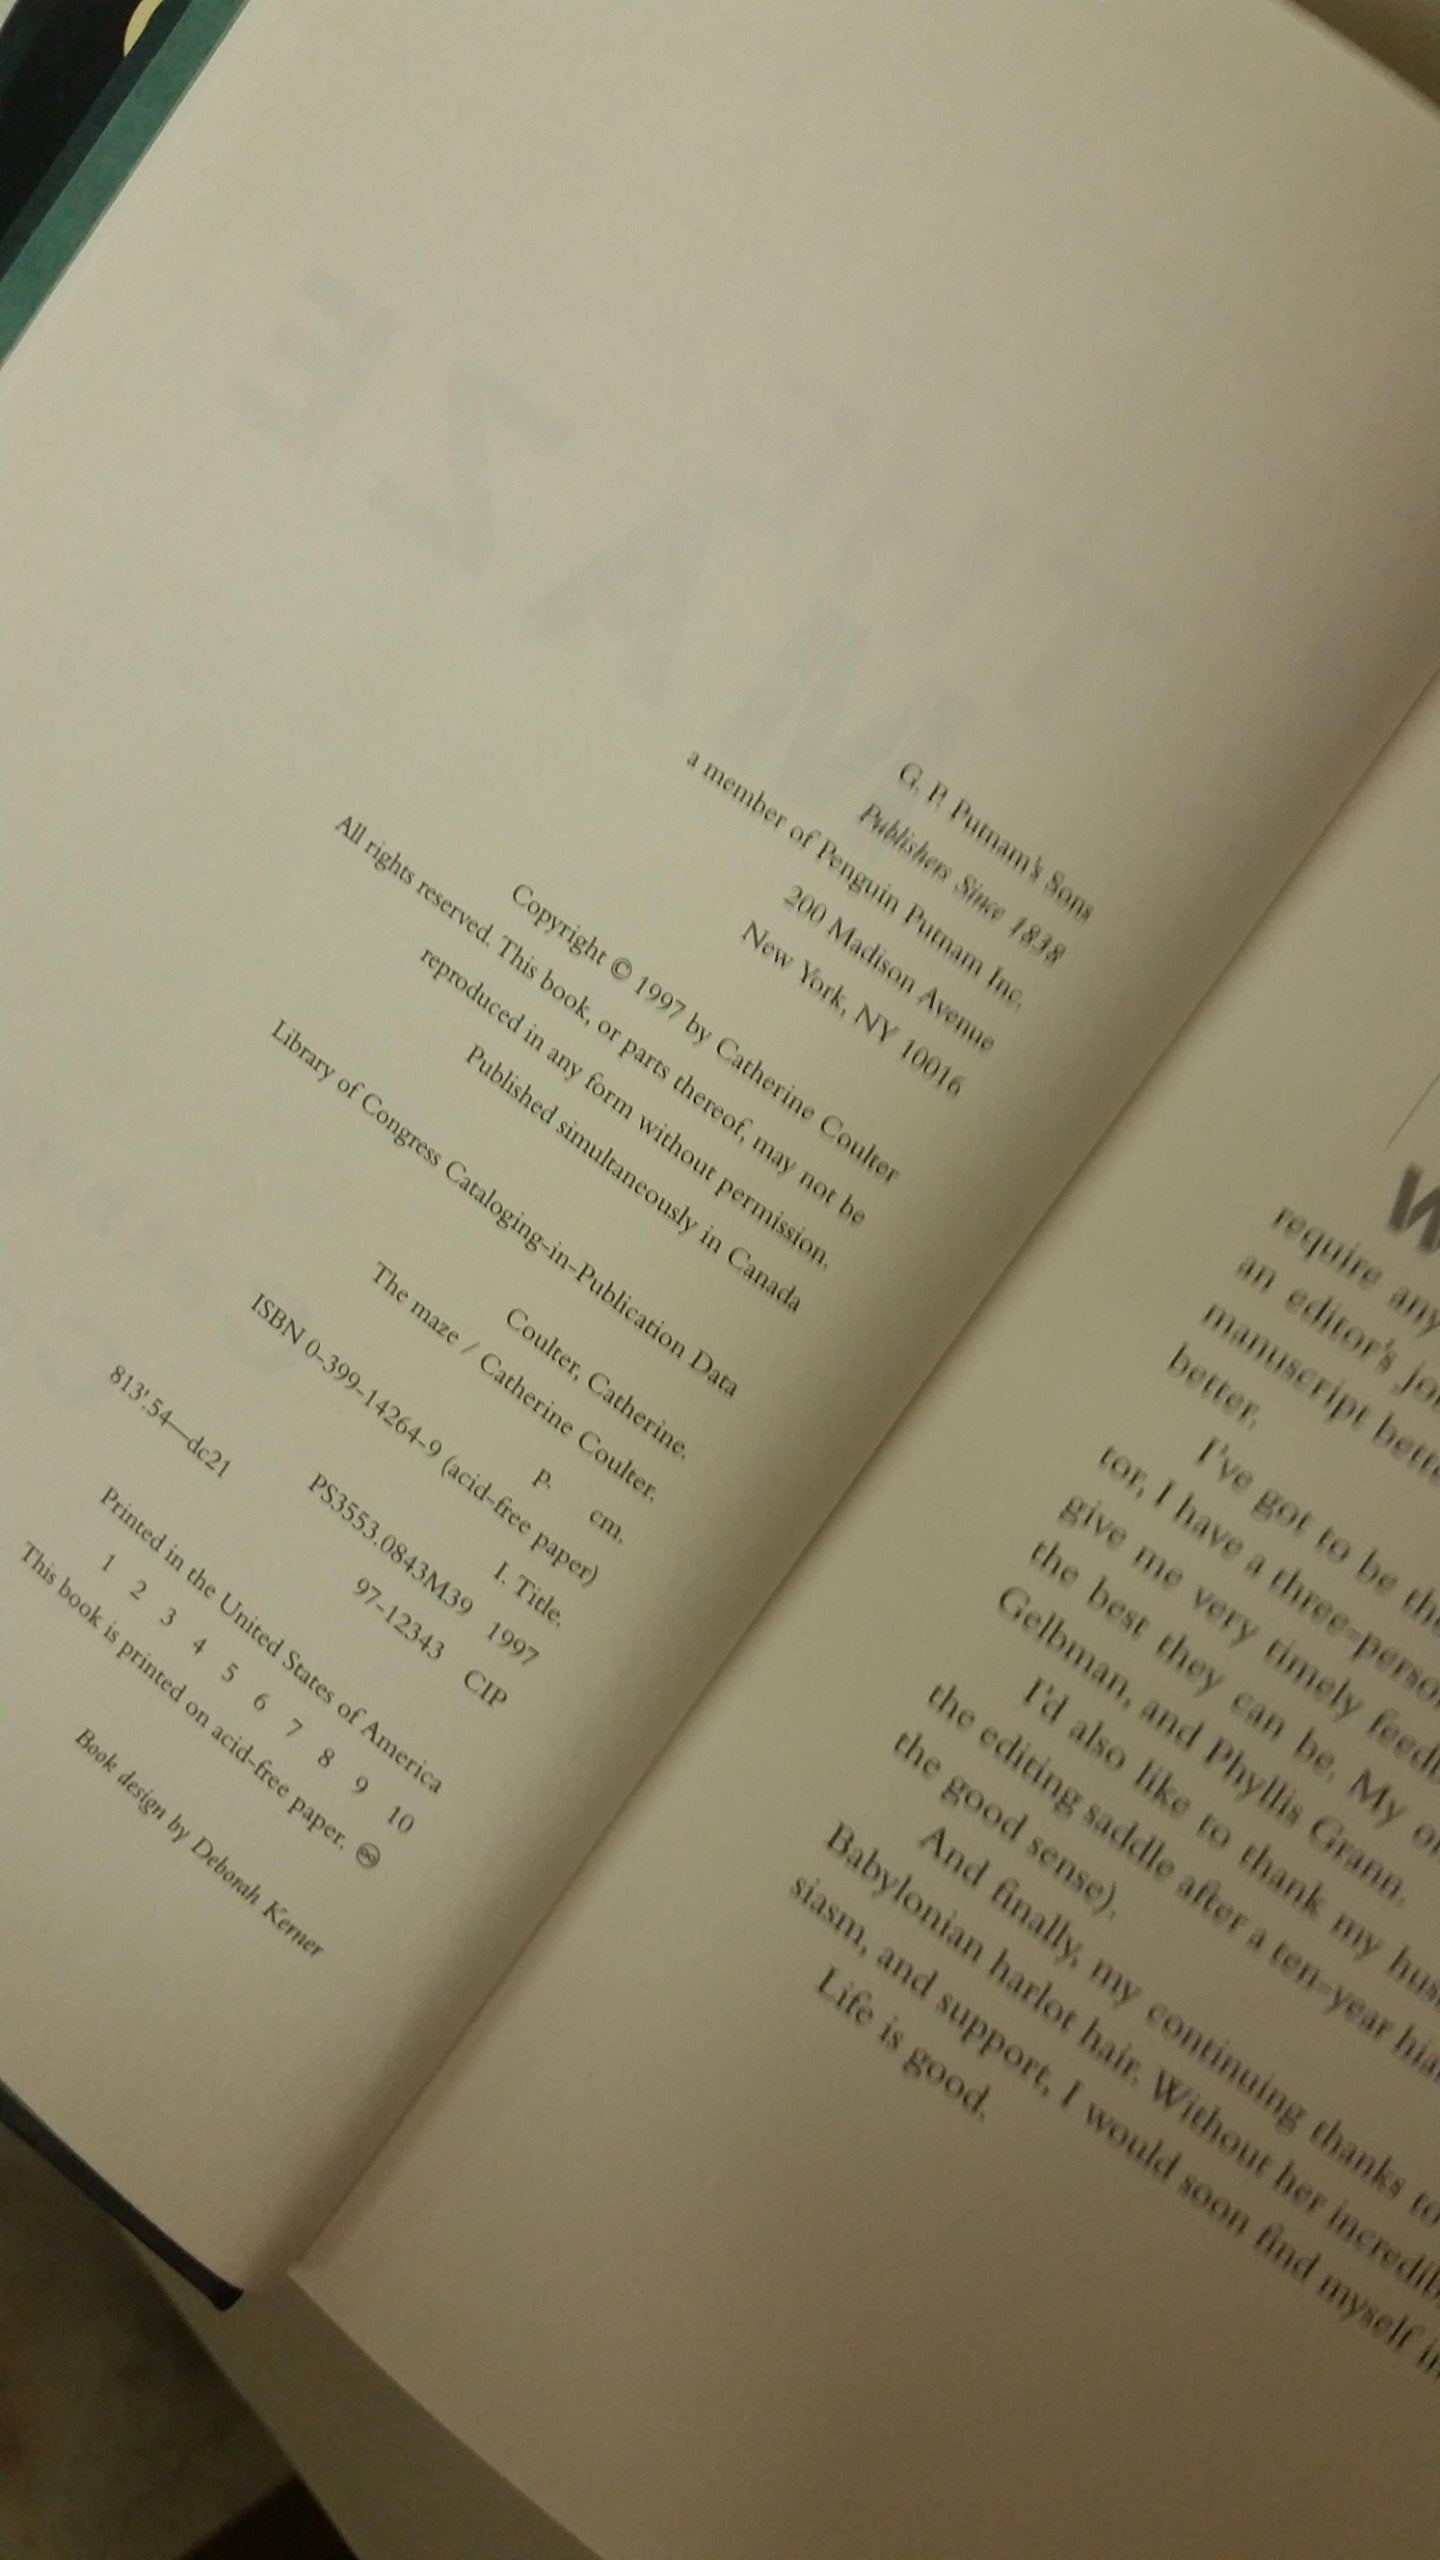 G. P. Putnam's Sons
Publishers Since 1838
a member of Penguin Putnam Inc.
200 Madison Avenue
New York, NY 10016
Copyright © 1997 by Catherine Coulter
All rights reserved. This book, or parts thereof, may not be
reproduced in any form without permission.
Published simultaneously in Canada
Library of Congress Cataloging-in-Publication Data
Coulter, Catherine.
The maze / Catherine Coulter.
p. cm.
ISBN 0-399-14264-9 (acid-free paper)
I. Title.
PS3553.0843M39 1997
813'.54—dc21 97-12343 CIP
Printed in the United States of America
1 2 3 4 5 6 7 8 9 10
This book is printed on acid-free paper. ♾
Book design by Deborah Kerner
require any
an editor's
manuscript
better.
I've got to be
tor, I have a
give me very timely
the best they can be. My
Gelbman, and Phyllis Grann.
I'd also like to thank my
the editing saddle after a ten-year
the good sense).
And finally, my continuing thanks to
Babylonian harlot hair. Without her
siasm, and support, I would soon find myself
Life is good.